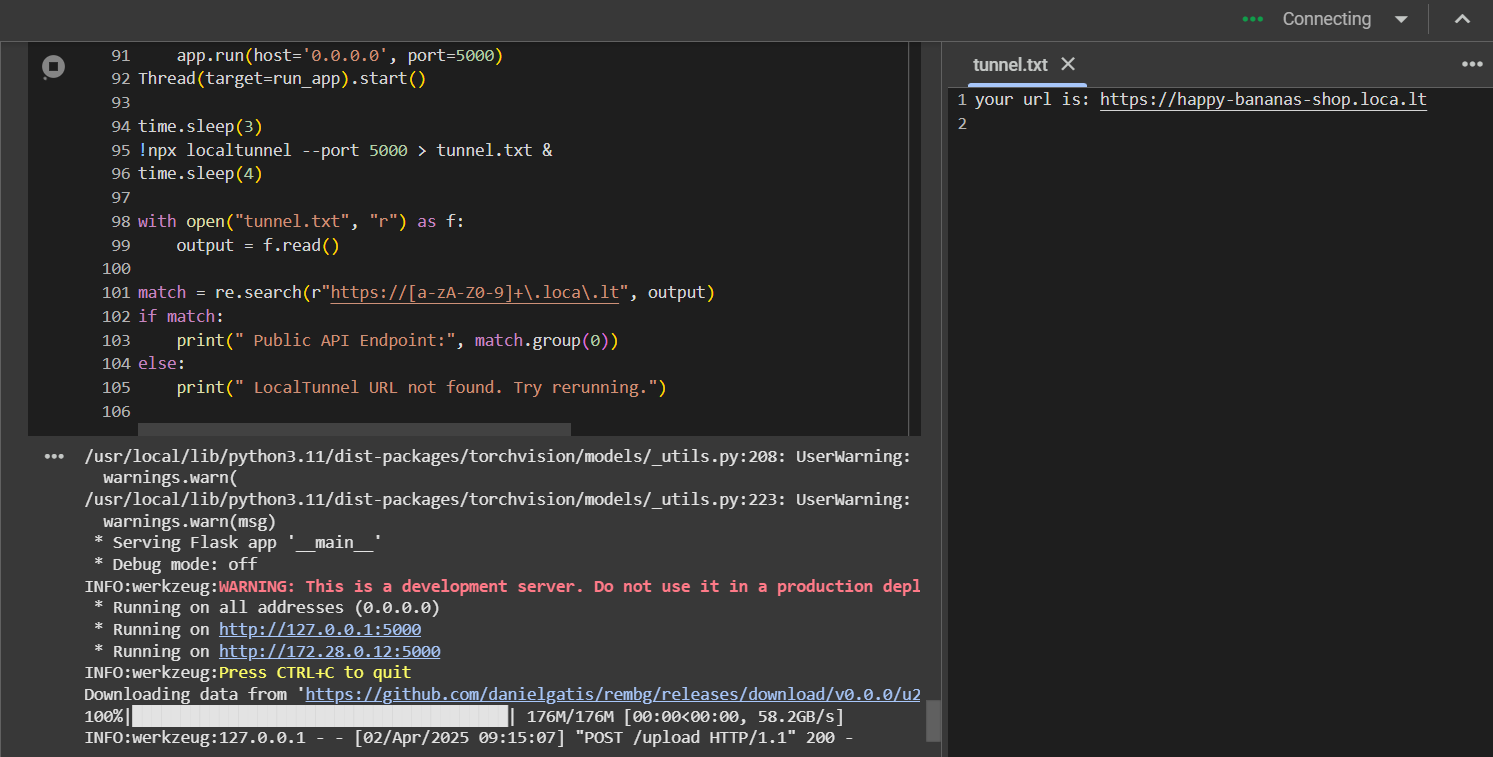 Connecting
91 app.run(host='0.0.0.0', port=5000)
92 Thread(target=run_app).start()
93
94 time.sleep(3)
95 !npx localtunnel --port 5000 > tunnel.txt &
96 time.sleep(4)
97
98 with open("tunnel.txt", "r") as f:
99 output = f.read()
100
101 match = re.search(r"https://[a-zA-Z0-9]+\.loca\.lt", output)
102 if match:
103 print(" Public API Endpoint:", match.group(0))
104 else:
105 print(" LocalTunnel URL not found. Try rerunning.")
106
/usr/local/lib/python3.11/dist-packages/torchvision/models/_utils.py:208: UserWarning:
warnings.warn(
/usr/local/lib/python3.11/dist-packages/torchvision/models/_utils.py:223: UserWarning:
warnings.warn(msg)
* Serving Flask app '__main__'
* Debug mode: off
INFO:werkzeug:WARNING: This is a development server. Do not use it in a production depl
* Running on all addresses (0.0.0.0)
* Running on http://127.0.0.1:5000
* Running on http://172.28.0.12:5000
INFO:werkzeug:Press CTRL+C to quit
Downloading data from 'https://github.com/danielgatis/rembg/releases/download/v0.0.0/u2
100%| | 176M/176M [00:00<00:00, 58.2GB/s]
INFO:werkzeug:127.0.0.1 - - [02/Apr/2025 09:15:07] "POST /upload HTTP/1.1" 200 -
tunnel.txt
1 your url is: https://happy-bananas-shop.loca.lt
2